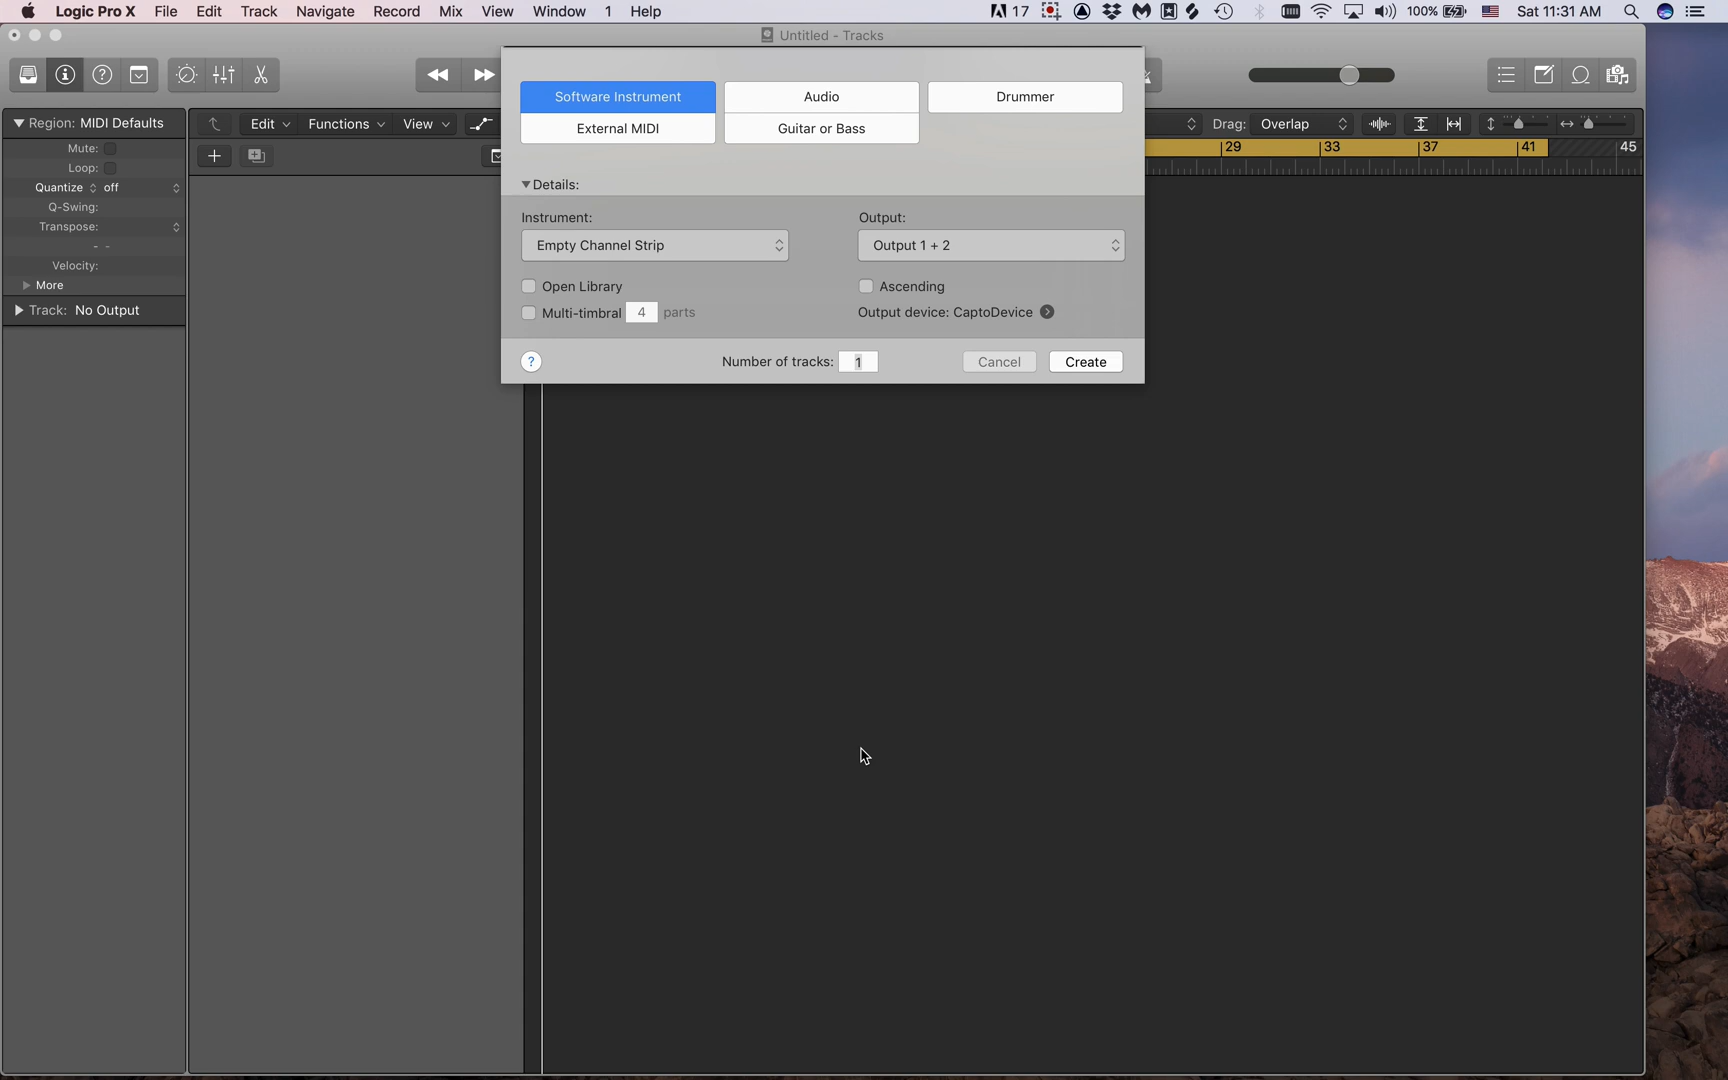 Logic Pro X File Edit Track Navigate Record Mix View Window 1 Help 17 100% Sat 11:31 AM
Untitled - Tracks
Software Instrument Audio Drummer
External MIDI Guitar or Bass
Region: MIDI Defaults Edit Functions View Drag: Overlap
29 33 37 41 45
Mute:
Loop:
Quantize off
Q-Swing:
Transpose:
- -
Velocity:
More
Track: No Output
Details:
Instrument: Output:
Empty Channel Strip Output 1 + 2
Open Library Ascending
Multi-timbral 4 parts Output device: CaptoDevice
? Number of tracks: 1 Cancel Create